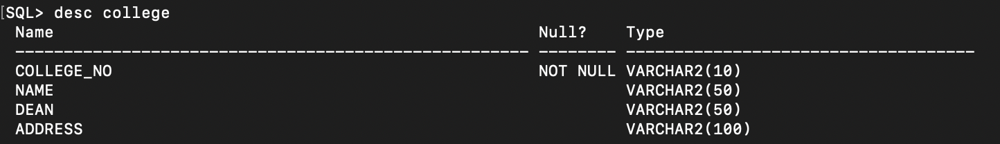 [SQL> desc college
Name Null? Type
----------------------------------------------------- -------- ------------------------------------
COLLEGE_NO NOT NULL VARCHAR2(10)
NAME VARCHAR2(50)
DEAN VARCHAR2(50)
ADDRESS VARCHAR2(100)